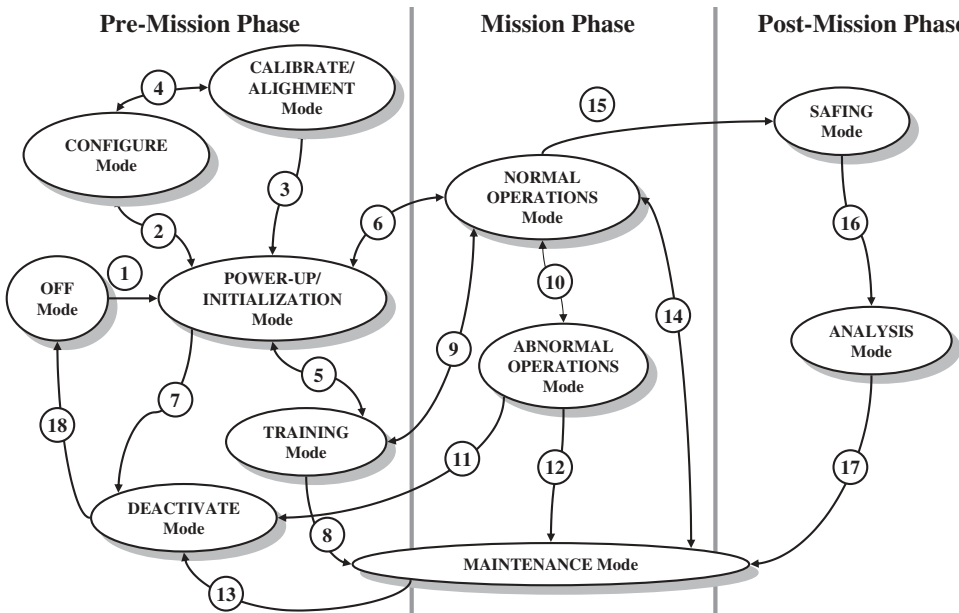 Pre-Mission Phase
Mission Phase
Post-Mission Phase
CALIBRATE/
ALIGHMENT
Mode
4
15
CONFIGURE
Mode
SAFING
Mode
3
NORMAL
OPERATIONS
Mode
2
6
16
1
OFF
Mode
POWER-UP/
INITIALIZATION
Mode
10
14
9
ABNORMAL
OPERATIONS
Mode
ANALYSIS
Mode
5
7
18
TRAINING
Mode
11
12
17
DEACTIVATE
Mode
8
MAINTENANCE Mode
13